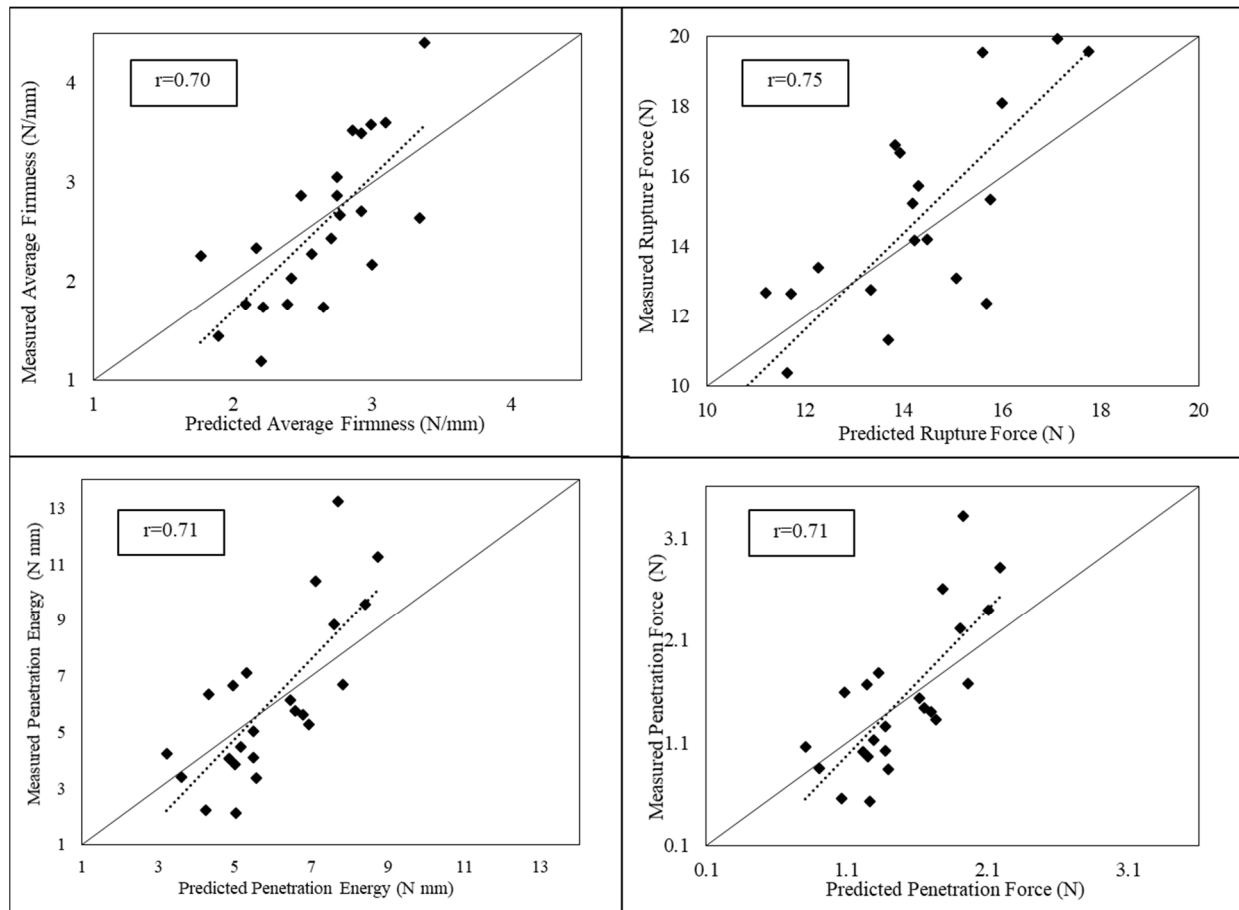 r=0.70
Measured Average Firmness (N/mm)
4
3
2
1
1 2 3 4
Predicted Average Firmness (N/mm)
r=0.75
Measured Rupture Force (N)
20
18
16
14
12
10
10 12 14 16 18 20
Predicted Rupture Force (N )
r=0.71
Measured Penetration Energy (N mm)
13
11
9
7
5
3
1
1 3 5 7 9 11 13
Predicted Penetration Energy (N mm)
r=0.71
Measured Penetration Force (N)
3.1
2.1
1.1
0.1
0.1 1.1 2.1 3.1
Predicted Penetration Force (N)